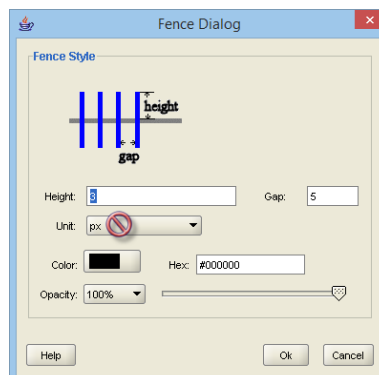 Fence Dialog
Fence Style
height
gap
Height: 3 Gap: 5
Unit: px
Color: Hex: #000000
Opacity: 100%
Help Ok Cancel